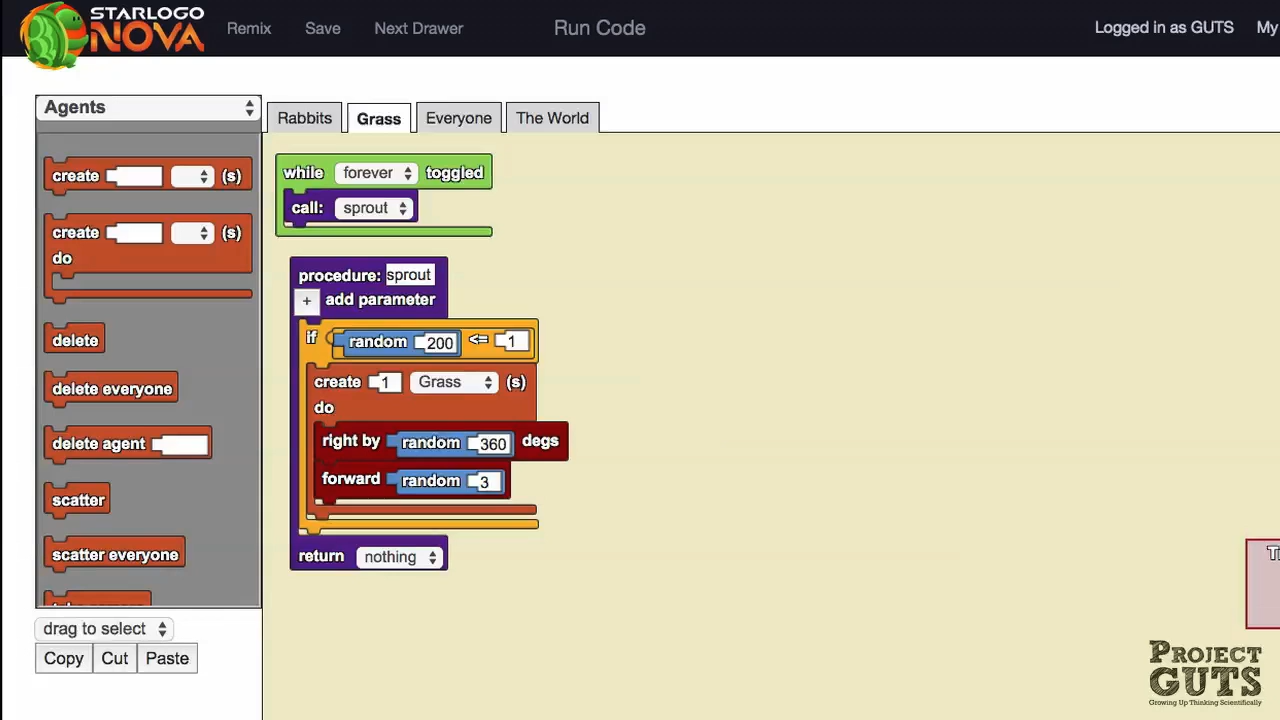 STARLOGO
NOVA
Remix Save Next Drawer Run Code Logged in as GUTS My
Agents
Rabbits Grass Everyone The World
create (s)
create (s)
do
delete
delete everyone
delete agent
scatter
scatter everyone
while forever toggled
call: sprout
procedure: sprout
+ add parameter
if random 200 <= 1
create 1 Grass (s)
do
right by random 360 degs
forward random 3
return nothing
drag to select
Copy Cut Paste
PROJECT
GUTS
Growing Up Thinking Scientifically